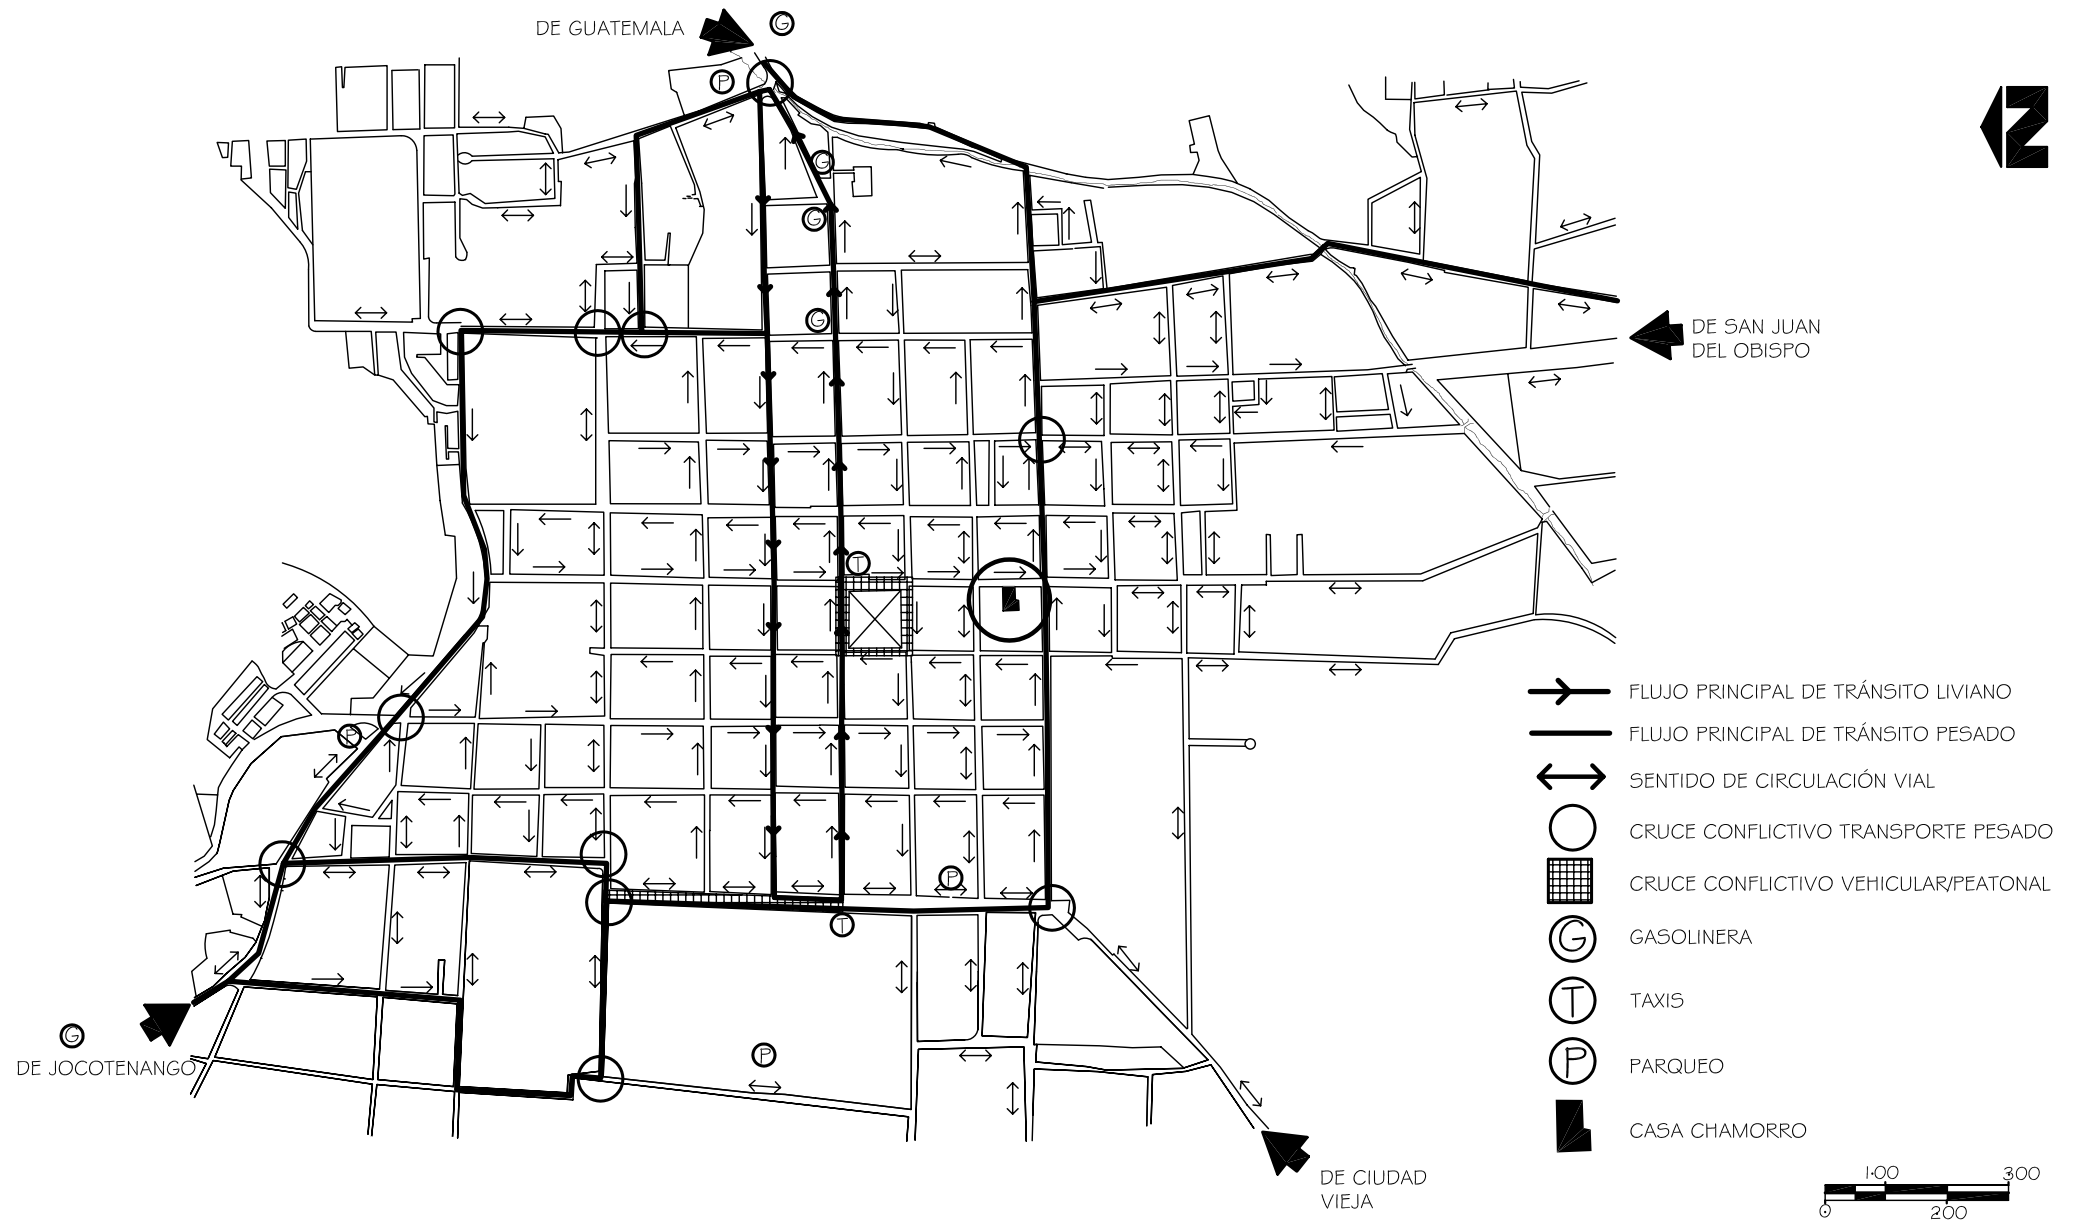 DE GUATEMALA
G
P
G
G
G
DE SAN JUAN
DEL OBISPO
T
P
P
T
G
DE JOCOTENANGO
P
DE CIUDAD
VIEJA
N
FLUJO PRINCIPAL DE TRÁNSITO LIVIANO
FLUJO PRINCIPAL DE TRÁNSITO PESADO
SENTIDO DE CIRCULACIÓN VIAL
CRUCE CONFLICTIVO TRANSPORTE PESADO
CRUCE CONFLICTIVO VEHICULAR/PEATONAL
G GASOLINERA
T TAXIS
P PARQUEO
CASA CHAMORRO
100 300
0 200